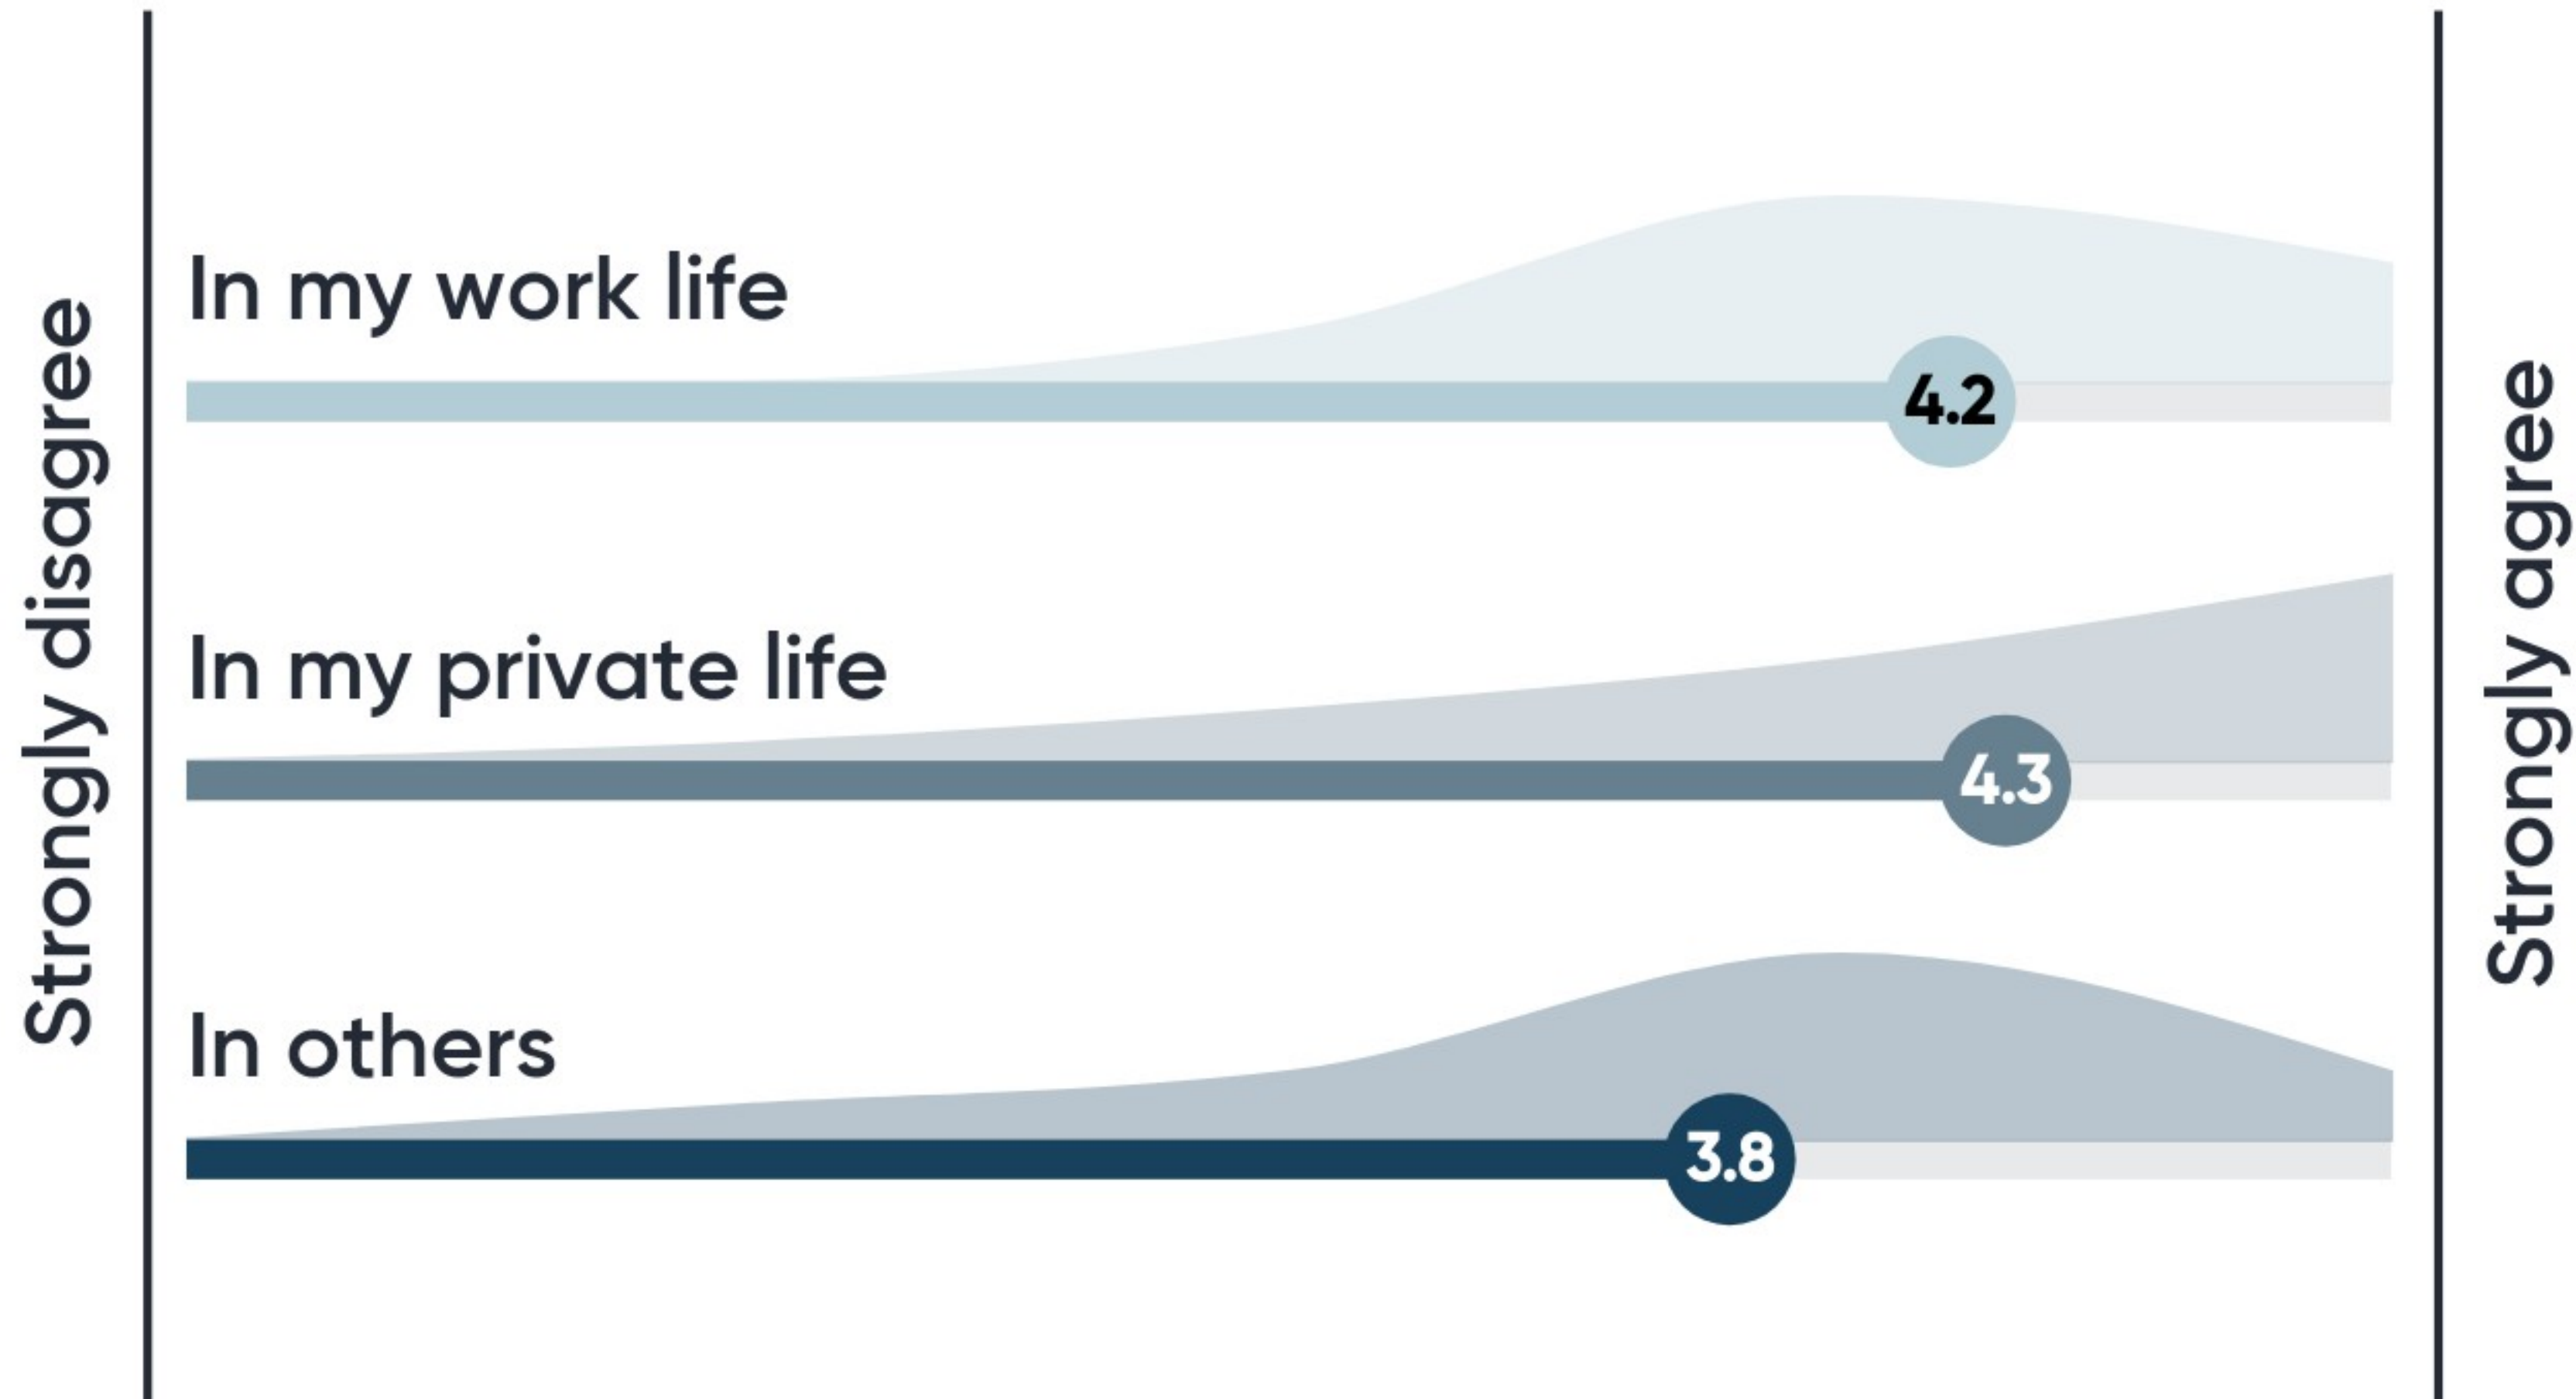 Strongly disagree
In my work life
4.2
In my private life
4.3
In others
3.8
Strongly agree